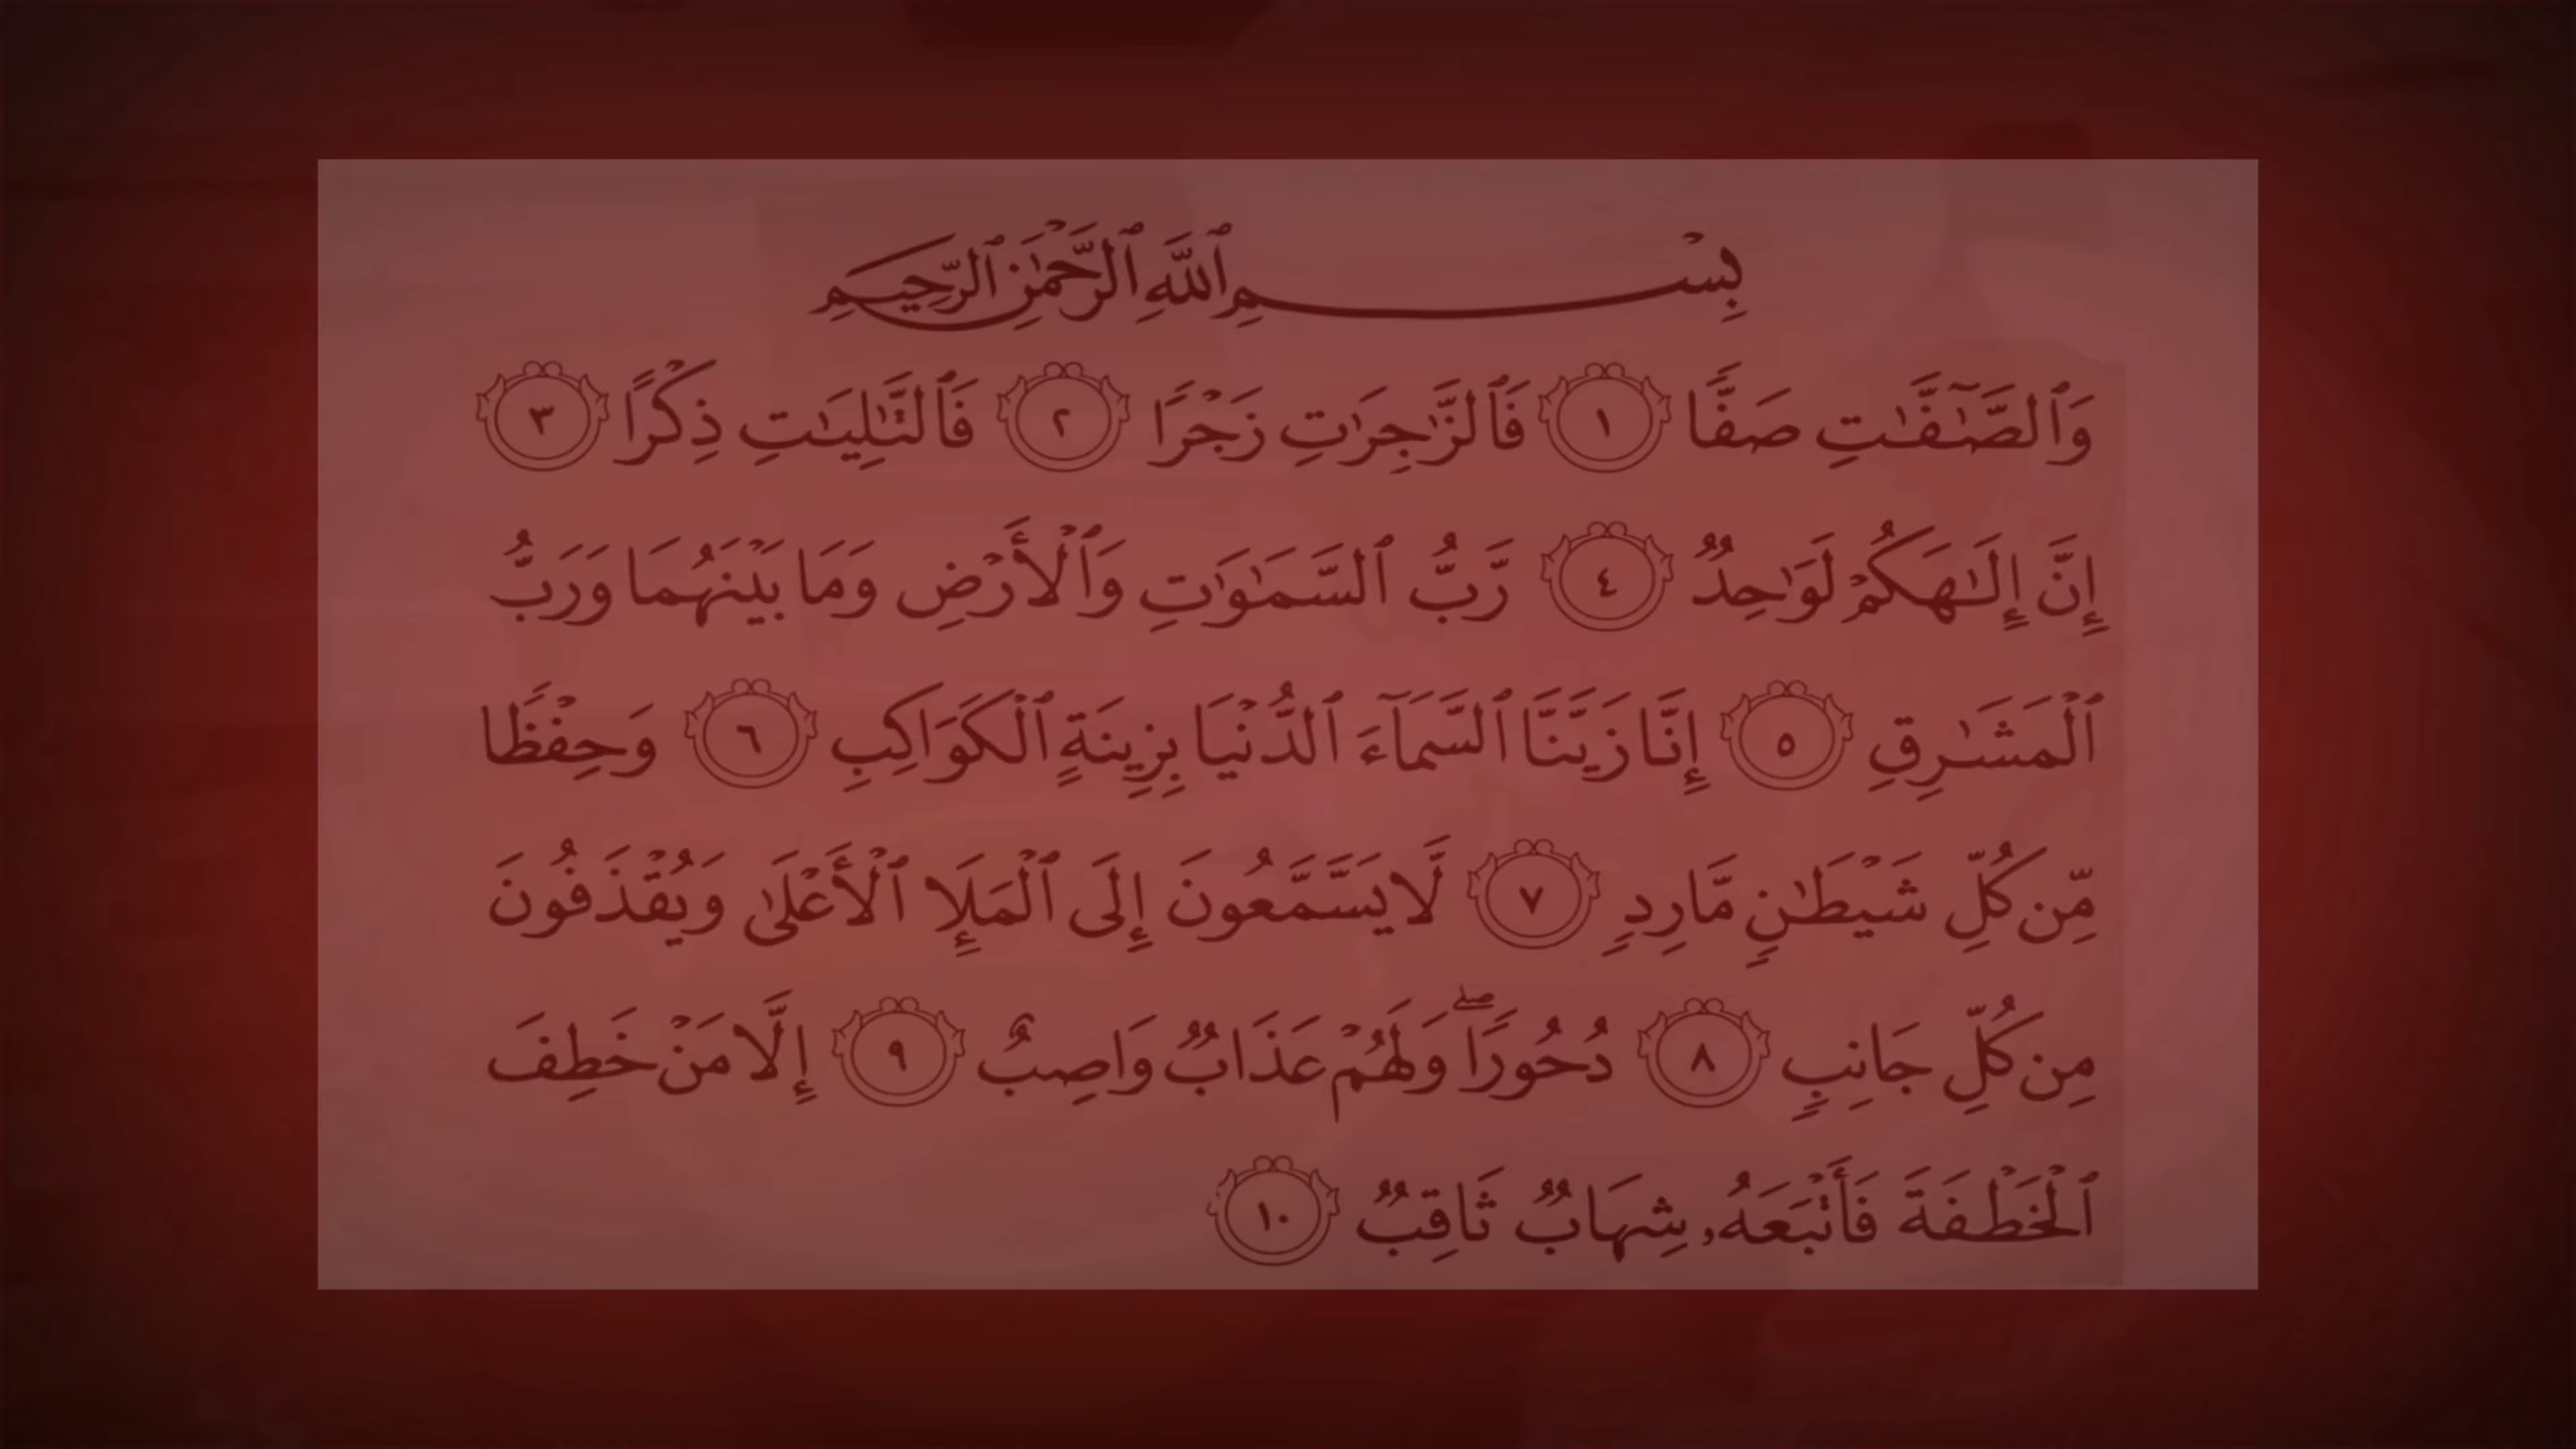 بِسْمِ ٱللَّهِ ٱلرَّحْمَٰنِ ٱلرَّحِيمِ
وَٱلصَّٰٓفَّٰتِ صَفًّا ١ فَٱلزَّٰجِرَٰتِ زَجْرًا ٢ فَٱلتَّٰلِيَٰتِ ذِكْرًا ٣
إِنَّ إِلَٰهَكُمْ لَوَٰحِدٌ ٤ رَّبُّ ٱلسَّمَٰوَٰتِ وَٱلْأَرْضِ وَمَا بَيْنَهُمَا وَرَبُّ
ٱلْمَشَٰرِقِ ٥ إِنَّا زَيَّنَّا ٱلسَّمَآءَ ٱلدُّنْيَا بِزِينَةٍ ٱلْكَوَاكِبِ ٦ وَحِفْظًا
مِّن كُلِّ شَيْطَٰنٍ مَّارِدٍ ٧ لَّا يَسَّمَّعُونَ إِلَى ٱلْمَلَإِ ٱلْأَعْلَىٰ وَيُقْذَفُونَ
مِن كُلِّ جَانِبٍ ٨ دُحُورًا ۖ وَلَهُمْ عَذَابٌ وَاصِبٌ ٩ إِلَّا مَنْ خَطِفَ
ٱلْخَطْفَةَ فَأَتْبَعَهُۥ شِهَابٌ ثَاقِبٌ ١٠